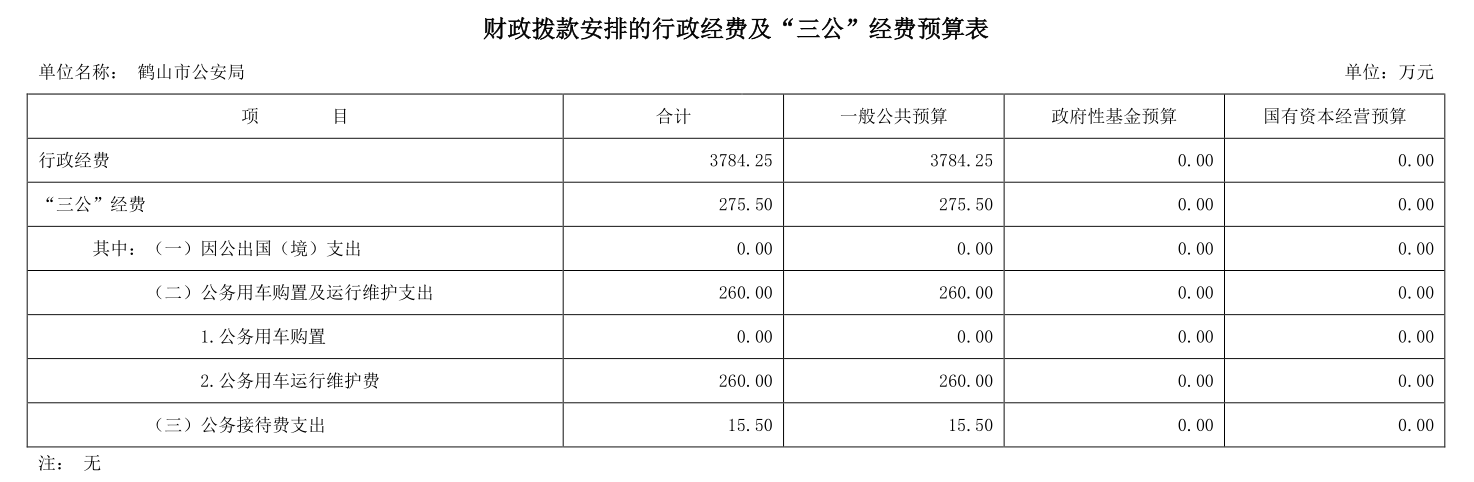 财政拨款安排的行政经费及“三公”经费预算表
单位名称： 鹤山市公安局 单位：万元
项 目 合计 一般公共预算 政府性基金预算 国有资本经营预算
行政经费 3784.25 3784.25 0.00 0.00
“三公”经费 275.50 275.50 0.00 0.00
其中：（一）因公出国（境）支出 0.00 0.00 0.00 0.00
（二）公务用车购置及运行维护支出 260.00 260.00 0.00 0.00
1.公务用车购置 0.00 0.00 0.00 0.00
2.公务用车运行维护费 260.00 260.00 0.00 0.00
（三）公务接待费支出 15.50 15.50 0.00 0.00
注： 无